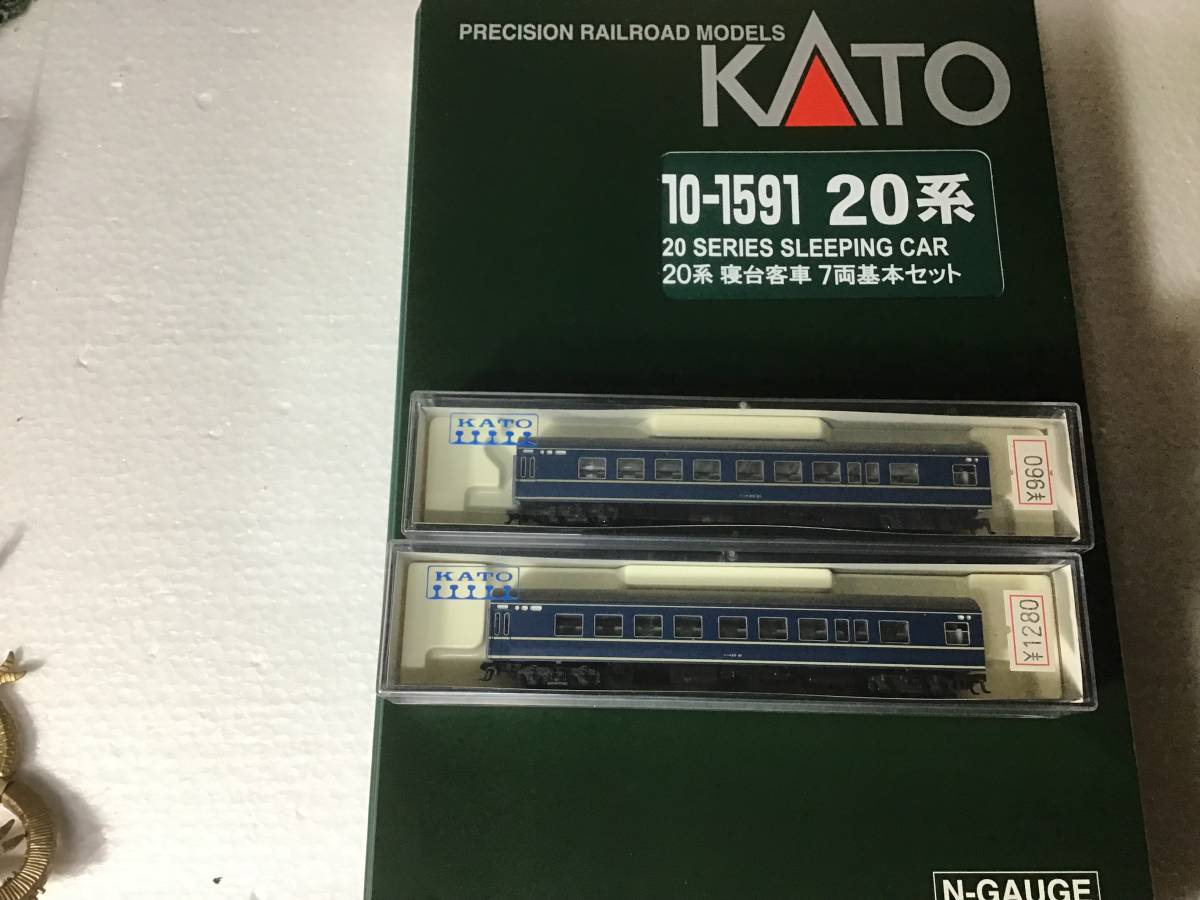 PRECISION RAILROAD MODELS
KATO
10-1591 20系
20 SERIES SLEEPING CAR
20系 寝台客車 7両基本セット
KATO
¥960
KATO
¥1280
N-GAUGE